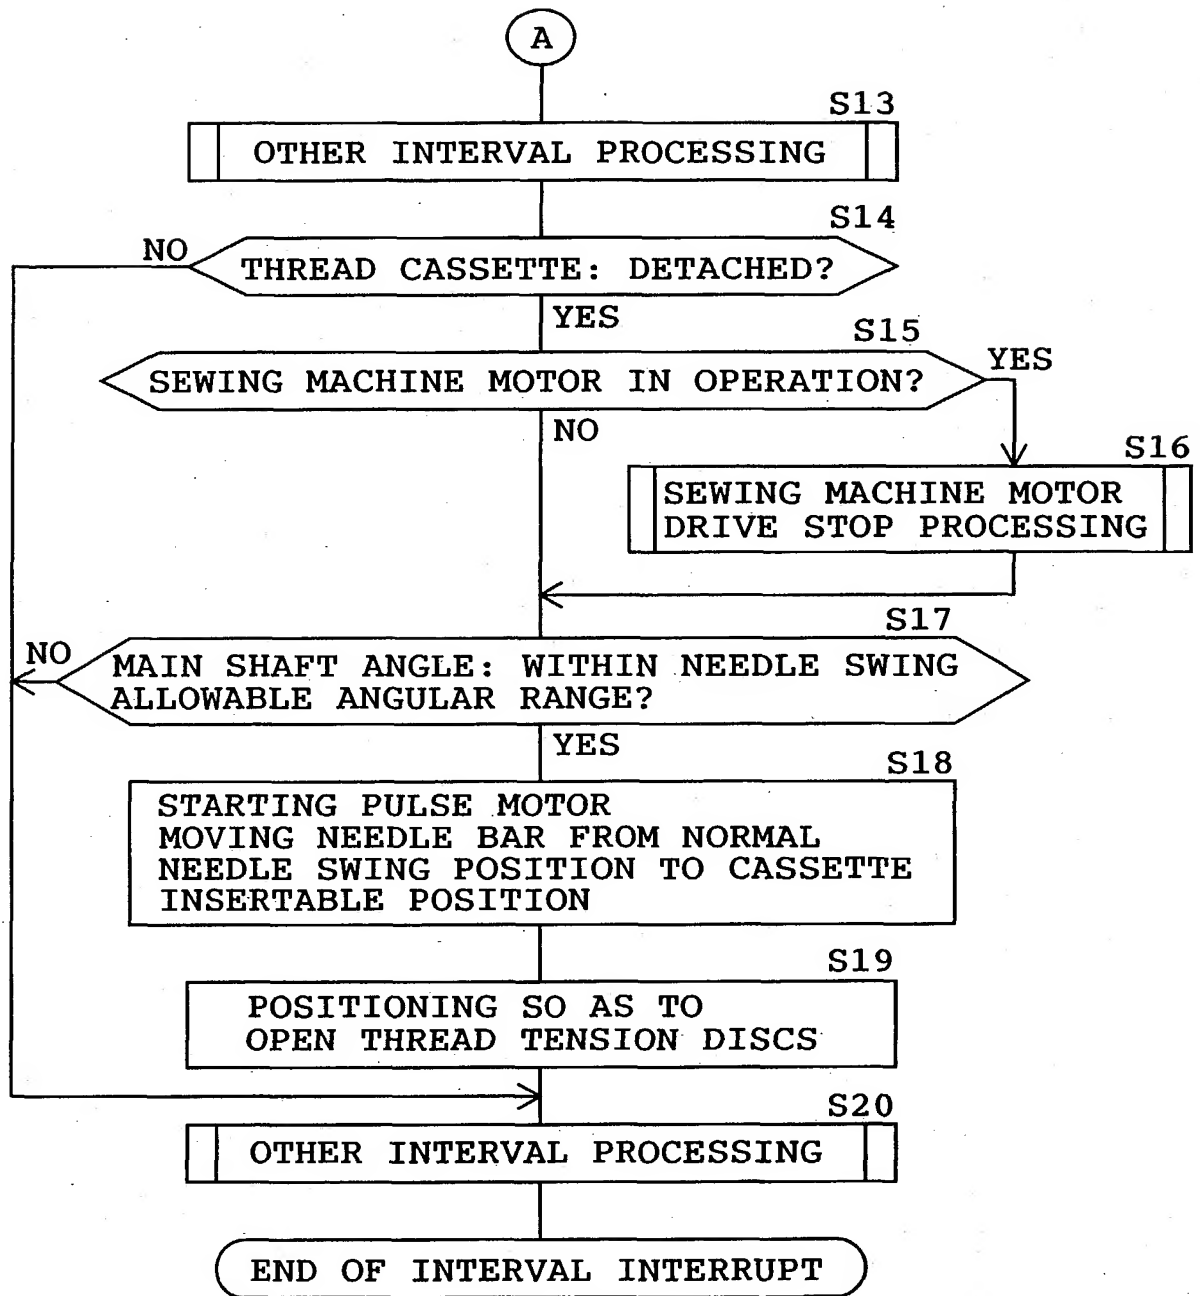 A
S13
OTHER INTERVAL PROCESSING
S14
NO
THREAD CASSETTE: DETACHED?
YES
S15
YES
SEWING MACHINE MOTOR IN OPERATION?
NO
S16
SEWING MACHINE MOTOR
DRIVE STOP PROCESSING
S17
NO
MAIN SHAFT ANGLE: WITHIN NEEDLE SWING
ALLOWABLE ANGULAR RANGE?
YES
S18
STARTING PULSE MOTOR
MOVING NEEDLE BAR FROM NORMAL
NEEDLE SWING POSITION TO CASSETTE
INSERTABLE POSITION
S19
POSITIONING SO AS TO
OPEN THREAD TENSION DISCS
S20
OTHER INTERVAL PROCESSING
END OF INTERVAL INTERRUPT